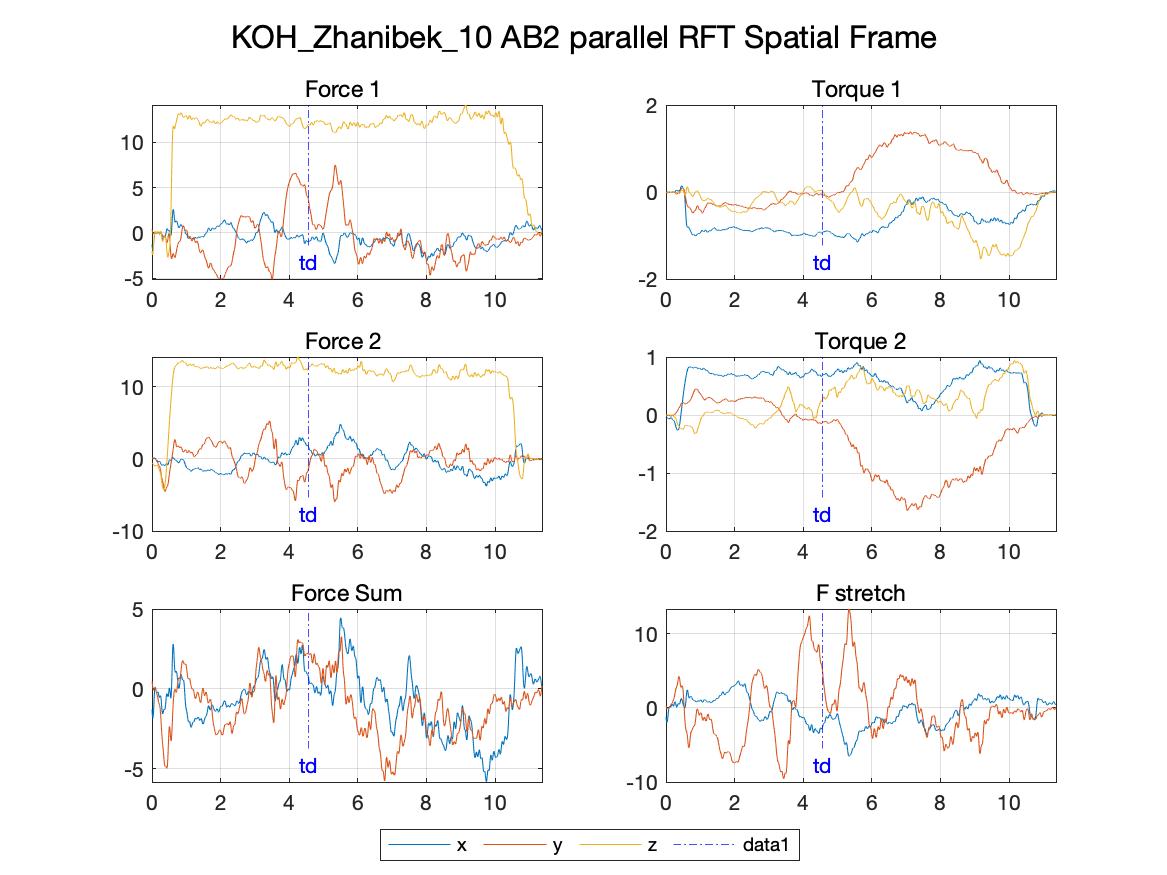 KOH_Zhanibek_10 AB2 parallel RFT Spatial Frame
Force 1
10
5
0
-5
0 2 4 6 8 10
td
Torque 1
2
0
-2
0 2 4 6 8 10
td
Force 2
10
0
-10
0 2 4 6 8 10
td
Torque 2
1
0
-1
-2
0 2 4 6 8 10
td
Force Sum
5
0
-5
0 2 4 6 8 10
td
F stretch
10
0
-10
0 2 4 6 8 10
td
x y z data1